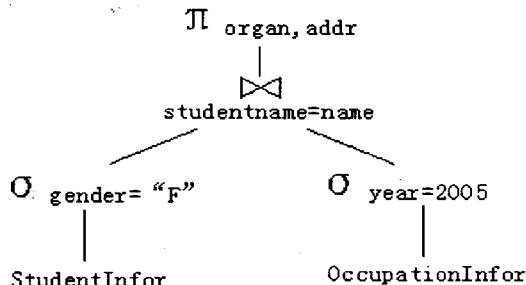 π organ, addr
⋈
studentname=name
σ gender= “F”
σ year=2005
StudentInfor
OccupationInfor